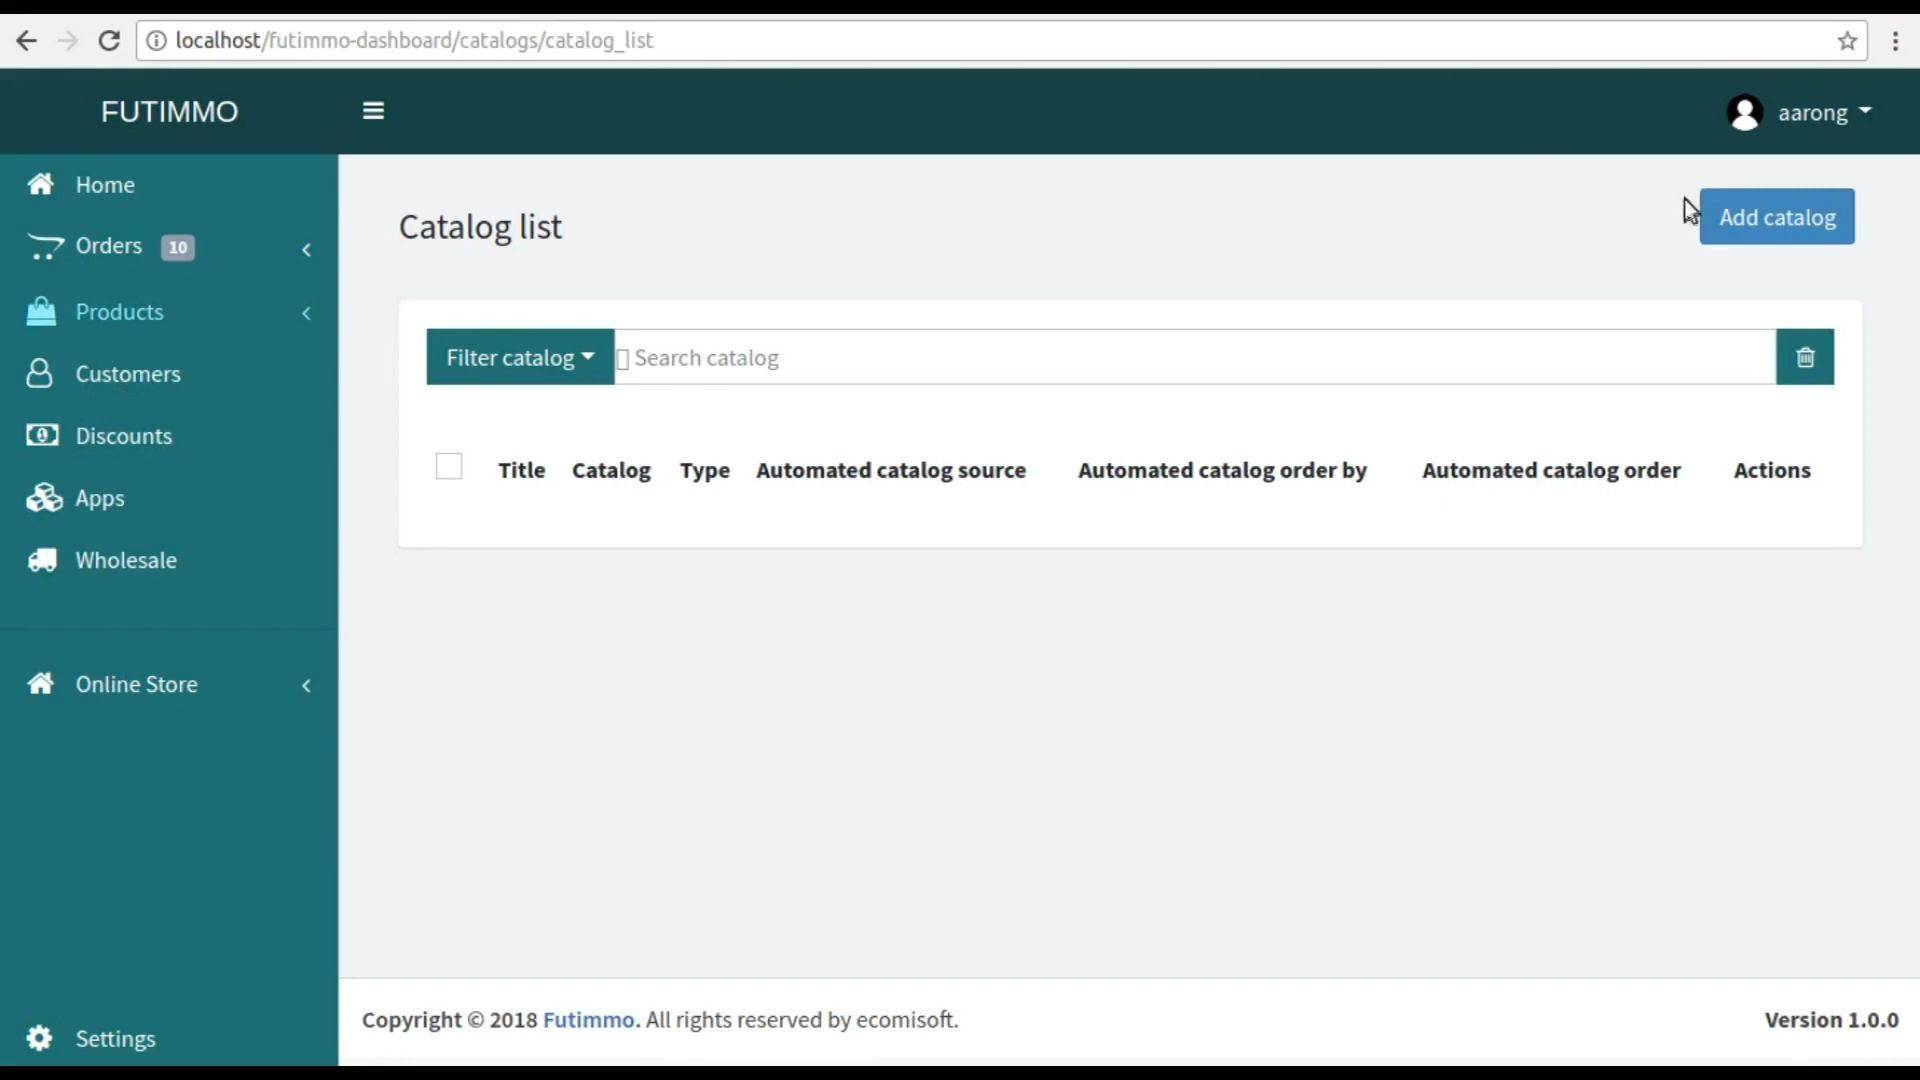 localhost/futimmo-dashboard/catalogs/catalog_list
FUTIMMO
aarong
Home
Orders 10
Products
Customers
Discounts
Apps
Wholesale
Online Store
Settings
Catalog list
Add catalog
Filter catalog
Search catalog
Title Catalog Type Automated catalog source Automated catalog order by Automated catalog order Actions
Copyright © 2018 Futimmo. All rights reserved by ecomisoft.
Version 1.0.0